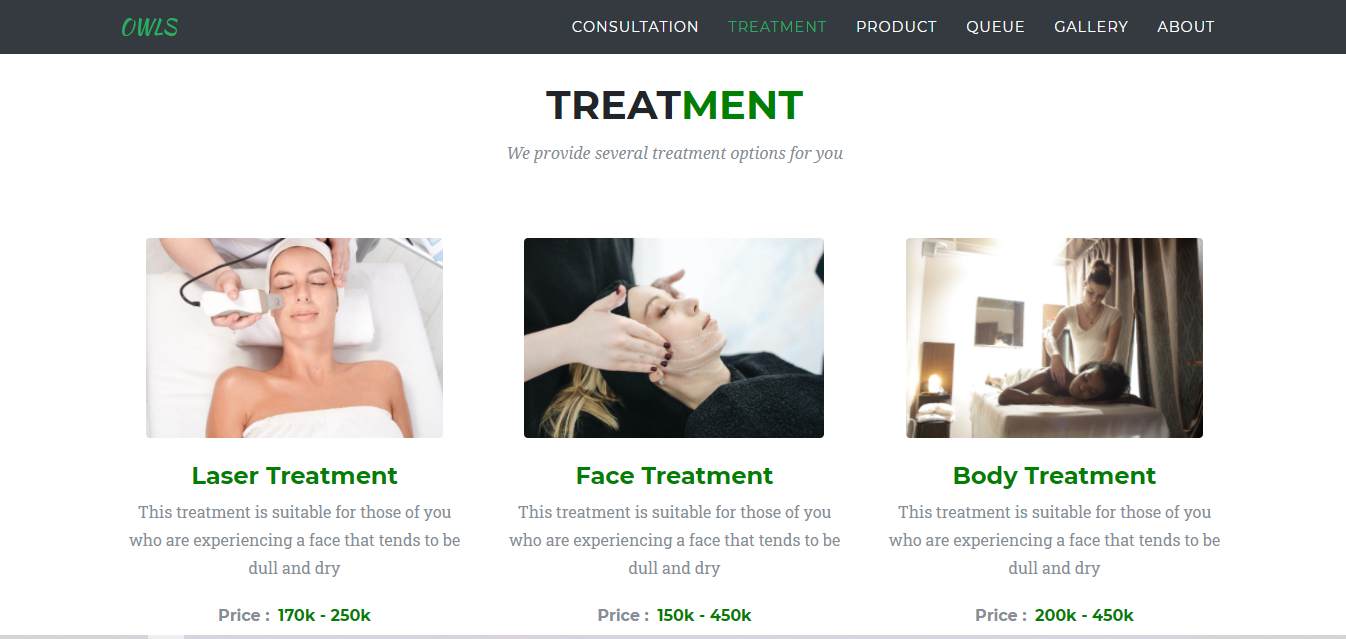 OWLS CONSULTATION TREATMENT PRODUCT QUEUE GALLERY ABOUT
TREATMENT
We provide several treatment options for you
Laser Treatment
This treatment is suitable for those of you
who are experiencing a face that tends to be
dull and dry
Price : 170k - 250k
Face Treatment
This treatment is suitable for those of you
who are experiencing a face that tends to be
dull and dry
Price : 150k - 450k
Body Treatment
This treatment is suitable for those of you
who are experiencing a face that tends to be
dull and dry
Price : 200k - 450k